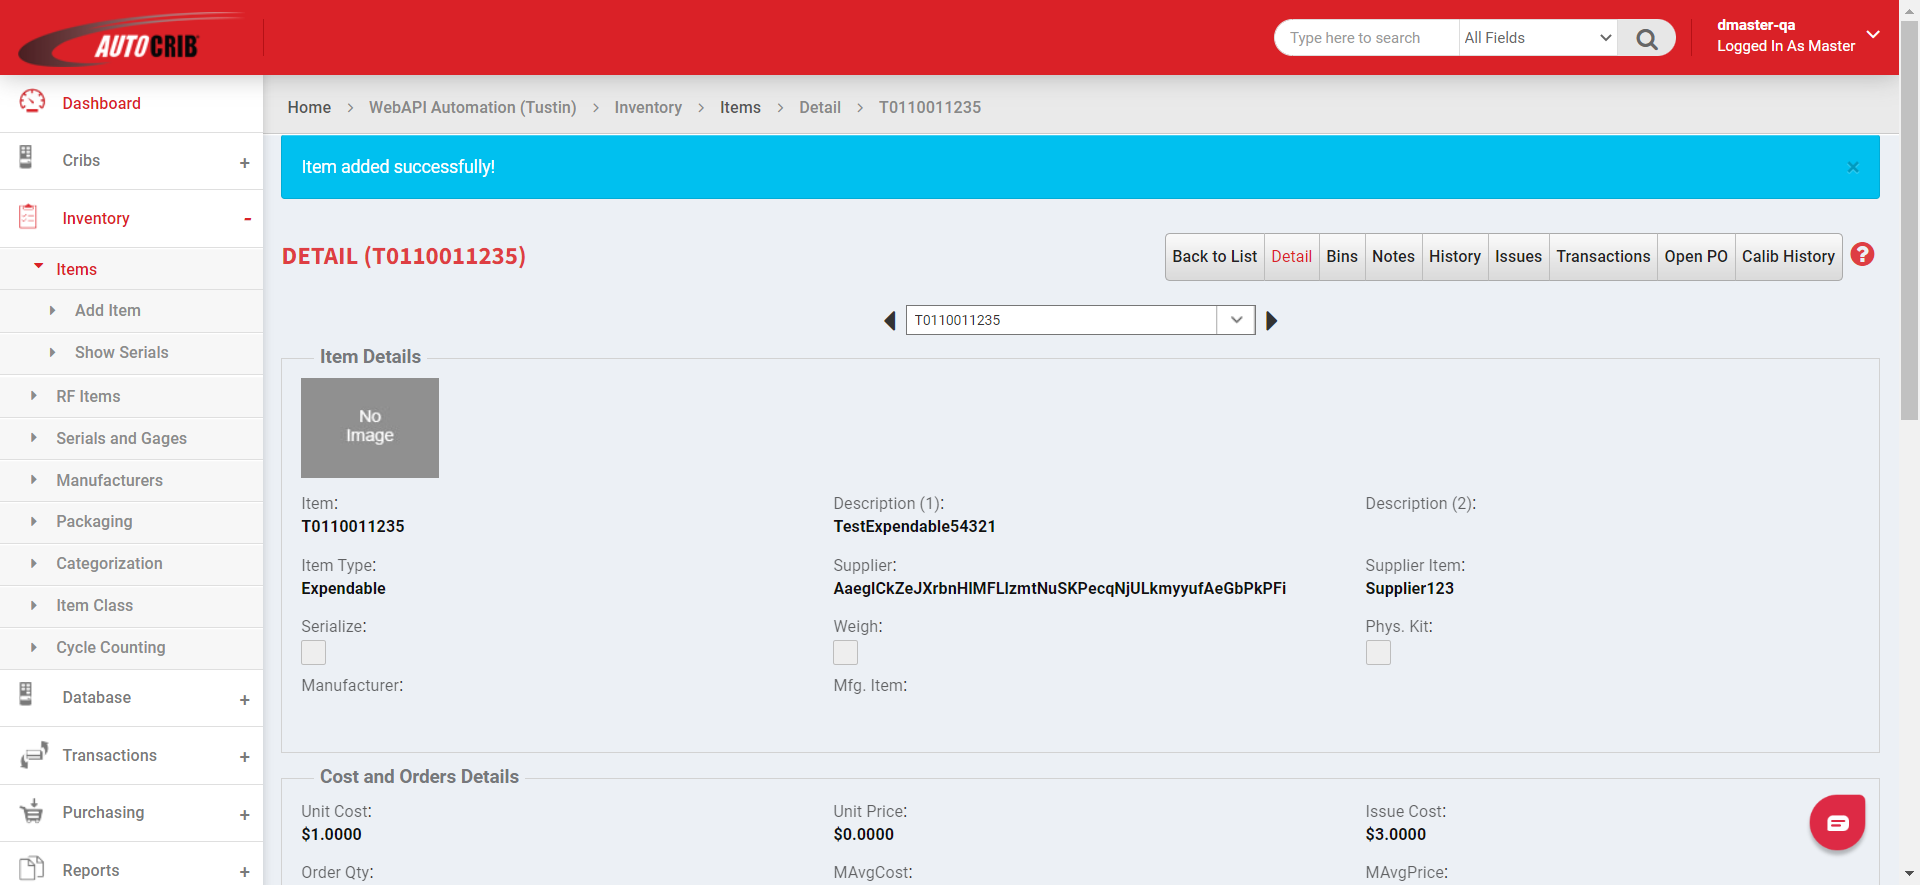 AUTOCRIB
Type here to search
All Fields
dmaster-qa
Logged In As Master
Dashboard
Cribs
+
Inventory
-
Items
Add Item
Show Serials
RF Items
Serials and Gages
Manufacturers
Packaging
Categorization
Item Class
Cycle Counting
Database
+
Transactions
+
Purchasing
+
Reports
+
Home > WebAPI Automation (Tustin) > Inventory > Items > Detail > T0110011235
Item added successfully!
×
DETAIL (T0110011235)
Back to List Detail Bins Notes History Issues Transactions Open PO Calib History ?
T0110011235
Item Details
No
Image
Item: Description (1): Description (2):
T0110011235 TestExpendable54321
Item Type: Supplier: Supplier Item:
Expendable AaeglCkZeJXrbnHlMFLlzmtNuSKPecqNjULkmyyufAeGbPkPFi Supplier123
Serialize: Weigh: Phys. Kit:
Manufacturer: Mfg. Item:
Cost and Orders Details
Unit Cost: Unit Price: Issue Cost:
$1.0000 $0.0000 $3.0000
Order Qty: MAvgCost: MAvgPrice: